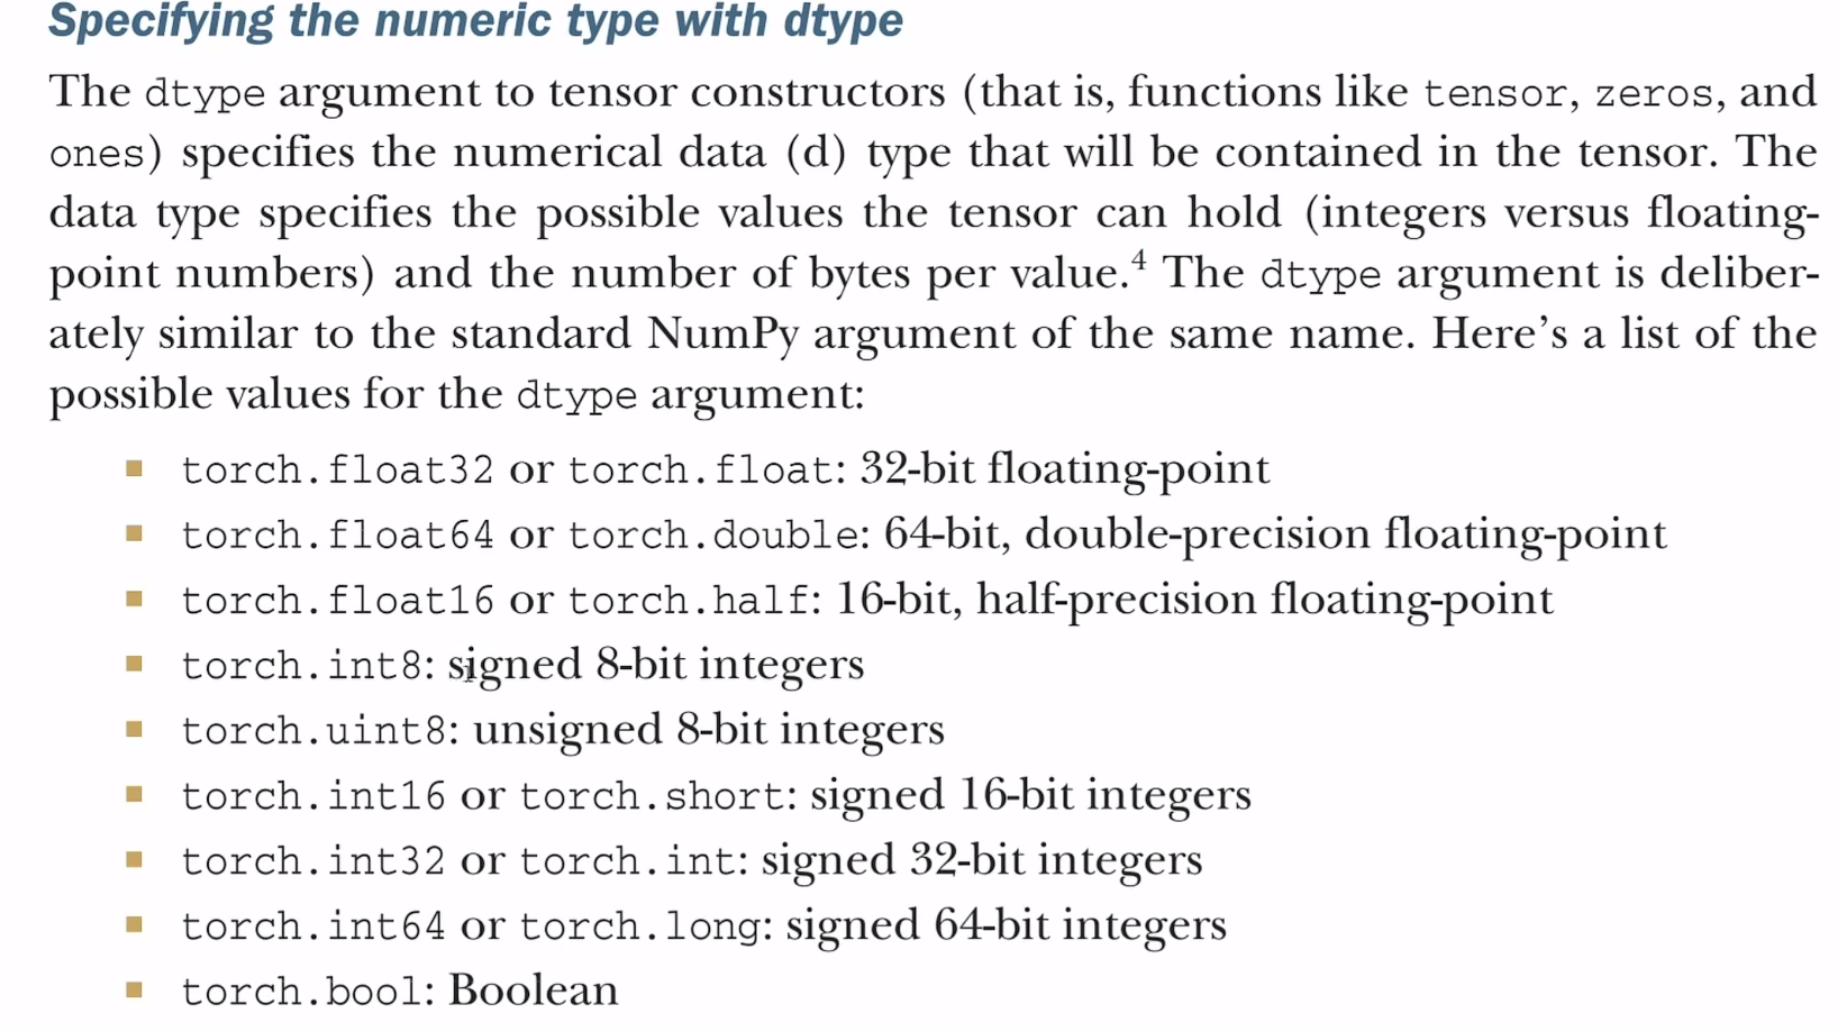 Specifying the numeric type with dtype
The dtype argument to tensor constructors (that is, functions like tensor, zeros, and
ones) specifies the numerical data (d) type that will be contained in the tensor. The
data type specifies the possible values the tensor can hold (integers versus floating-
point numbers) and the number of bytes per value.⁴ The dtype argument is deliber-
ately similar to the standard NumPy argument of the same name. Here’s a list of the
possible values for the dtype argument:
■ torch.float32 or torch.float: 32-bit floating-point
■ torch.float64 or torch.double: 64-bit, double-precision floating-point
■ torch.float16 or torch.half: 16-bit, half-precision floating-point
■ torch.int8: signed 8-bit integers
■ torch.uint8: unsigned 8-bit integers
■ torch.int16 or torch.short: signed 16-bit integers
■ torch.int32 or torch.int: signed 32-bit integers
■ torch.int64 or torch.long: signed 64-bit integers
■ torch.bool: Boolean